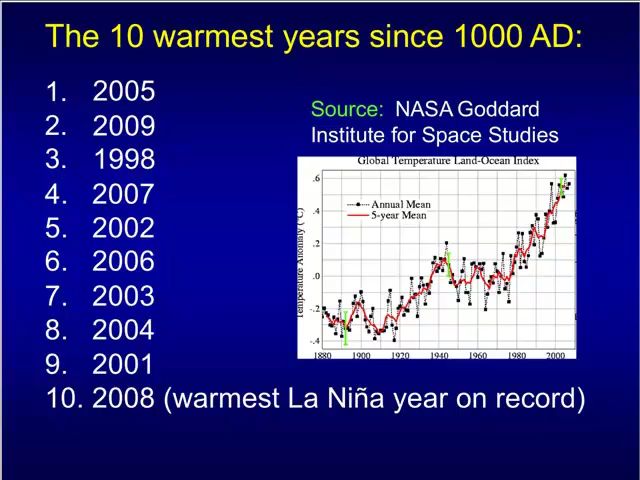 The 10 warmest years since 1000 AD:
1. 2005
2. 2009
3. 1998
4. 2007
5. 2002
6. 2006
7. 2003
8. 2004
9. 2001
10. 2008 (warmest La Niña year on record)
Source: NASA Goddard
Institute for Space Studies
Global Temperature Land-Ocean Index
Temperature Anomaly (°C)
.6
.4
.2
.0
-.2
-.4
Annual Mean
5-year Mean
1880 1900 1920 1940 1960 1980 2000